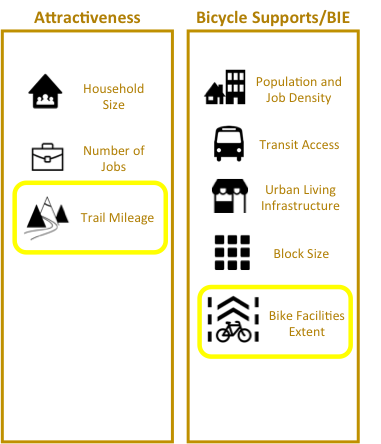 Attractiveness
Household
Size
Number of
Jobs
Trail Mileage
Bicycle Supports/BIE
Population and
Job Density
Transit Access
Urban Living
Infrastructure
Block Size
Bike Facilities
Extent